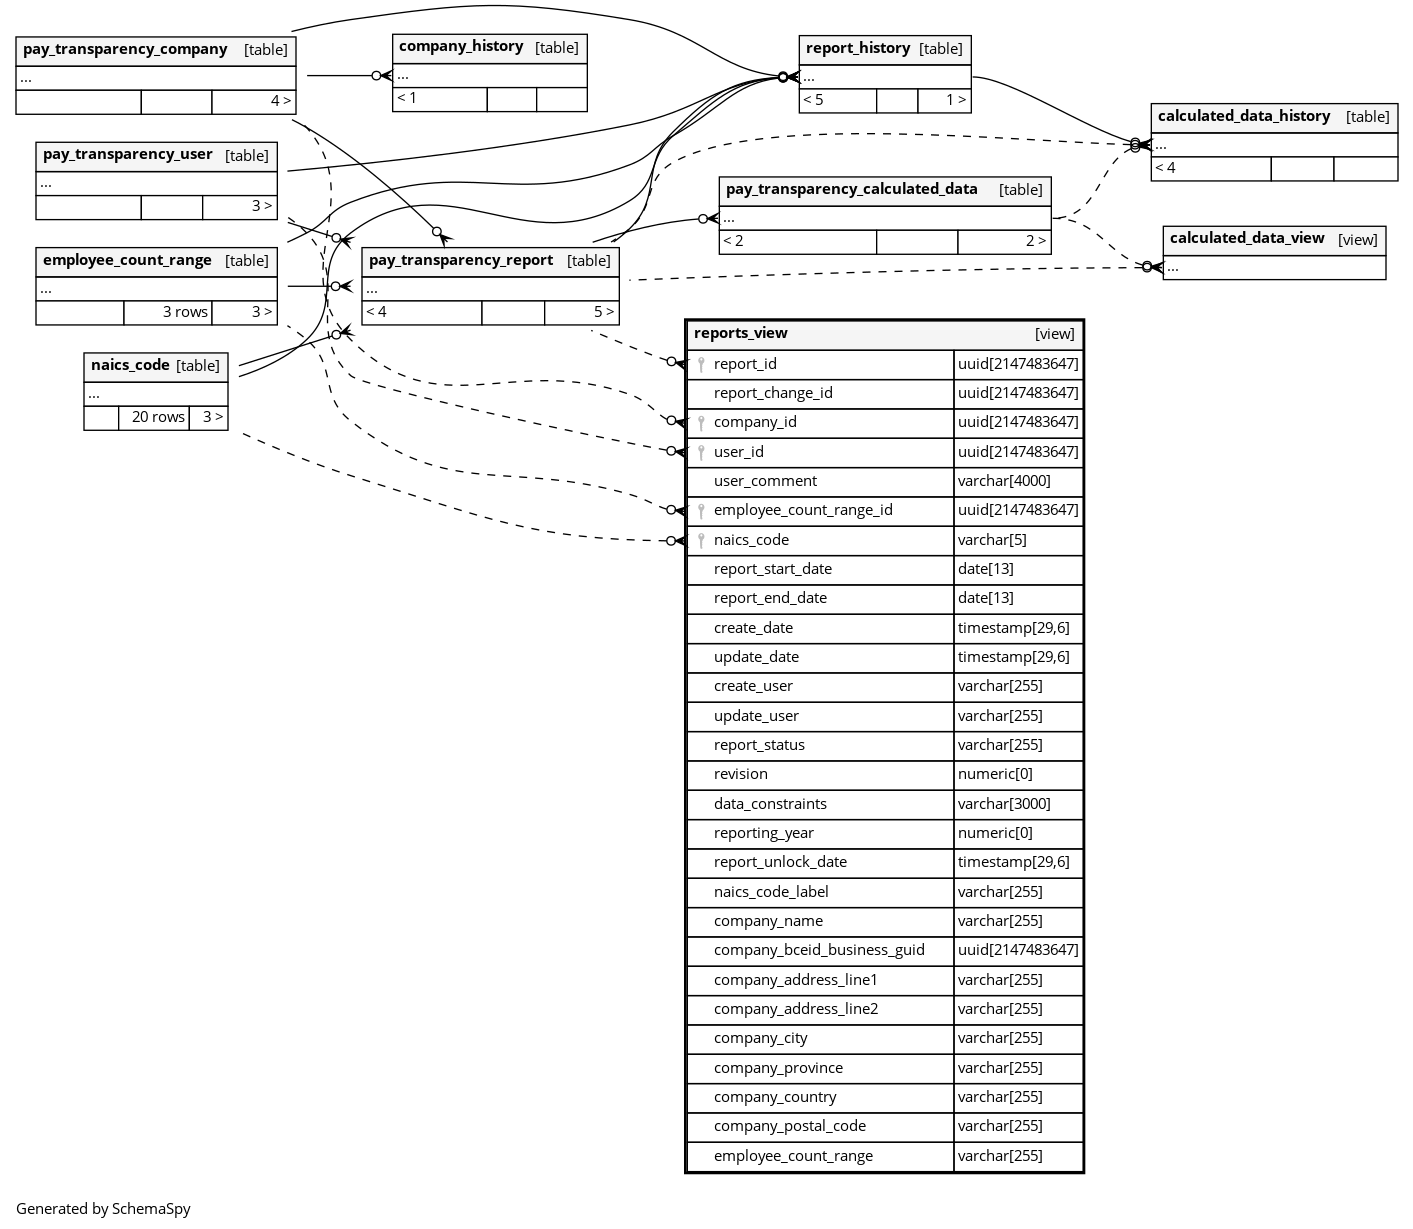 pay_transparency_company [table]
...
4 >
company_history [table]
...
< 1
report_history [table]
...
< 5 1 >
calculated_data_history [table]
...
< 4
pay_transparency_user [table]
...
3 >
pay_transparency_calculated_data [table]
...
< 2 2 >
calculated_data_view [view]
...
employee_count_range [table]
...
3 rows 3 >
pay_transparency_report [table]
...
< 4 5 >
naics_code [table]
...
20 rows 3 >
reports_view [view]
report_id uuid[2147483647]
report_change_id uuid[2147483647]
company_id uuid[2147483647]
user_id uuid[2147483647]
user_comment varchar[4000]
employee_count_range_id uuid[2147483647]
naics_code varchar[5]
report_start_date date[13]
report_end_date date[13]
create_date timestamp[29,6]
update_date timestamp[29,6]
create_user varchar[255]
update_user varchar[255]
report_status varchar[255]
revision numeric[0]
data_constraints varchar[3000]
reporting_year numeric[0]
report_unlock_date timestamp[29,6]
naics_code_label varchar[255]
company_name varchar[255]
company_bceid_business_guid uuid[2147483647]
company_address_line1 varchar[255]
company_address_line2 varchar[255]
company_city varchar[255]
company_province varchar[255]
company_country varchar[255]
company_postal_code varchar[255]
employee_count_range varchar[255]
Generated by SchemaSpy